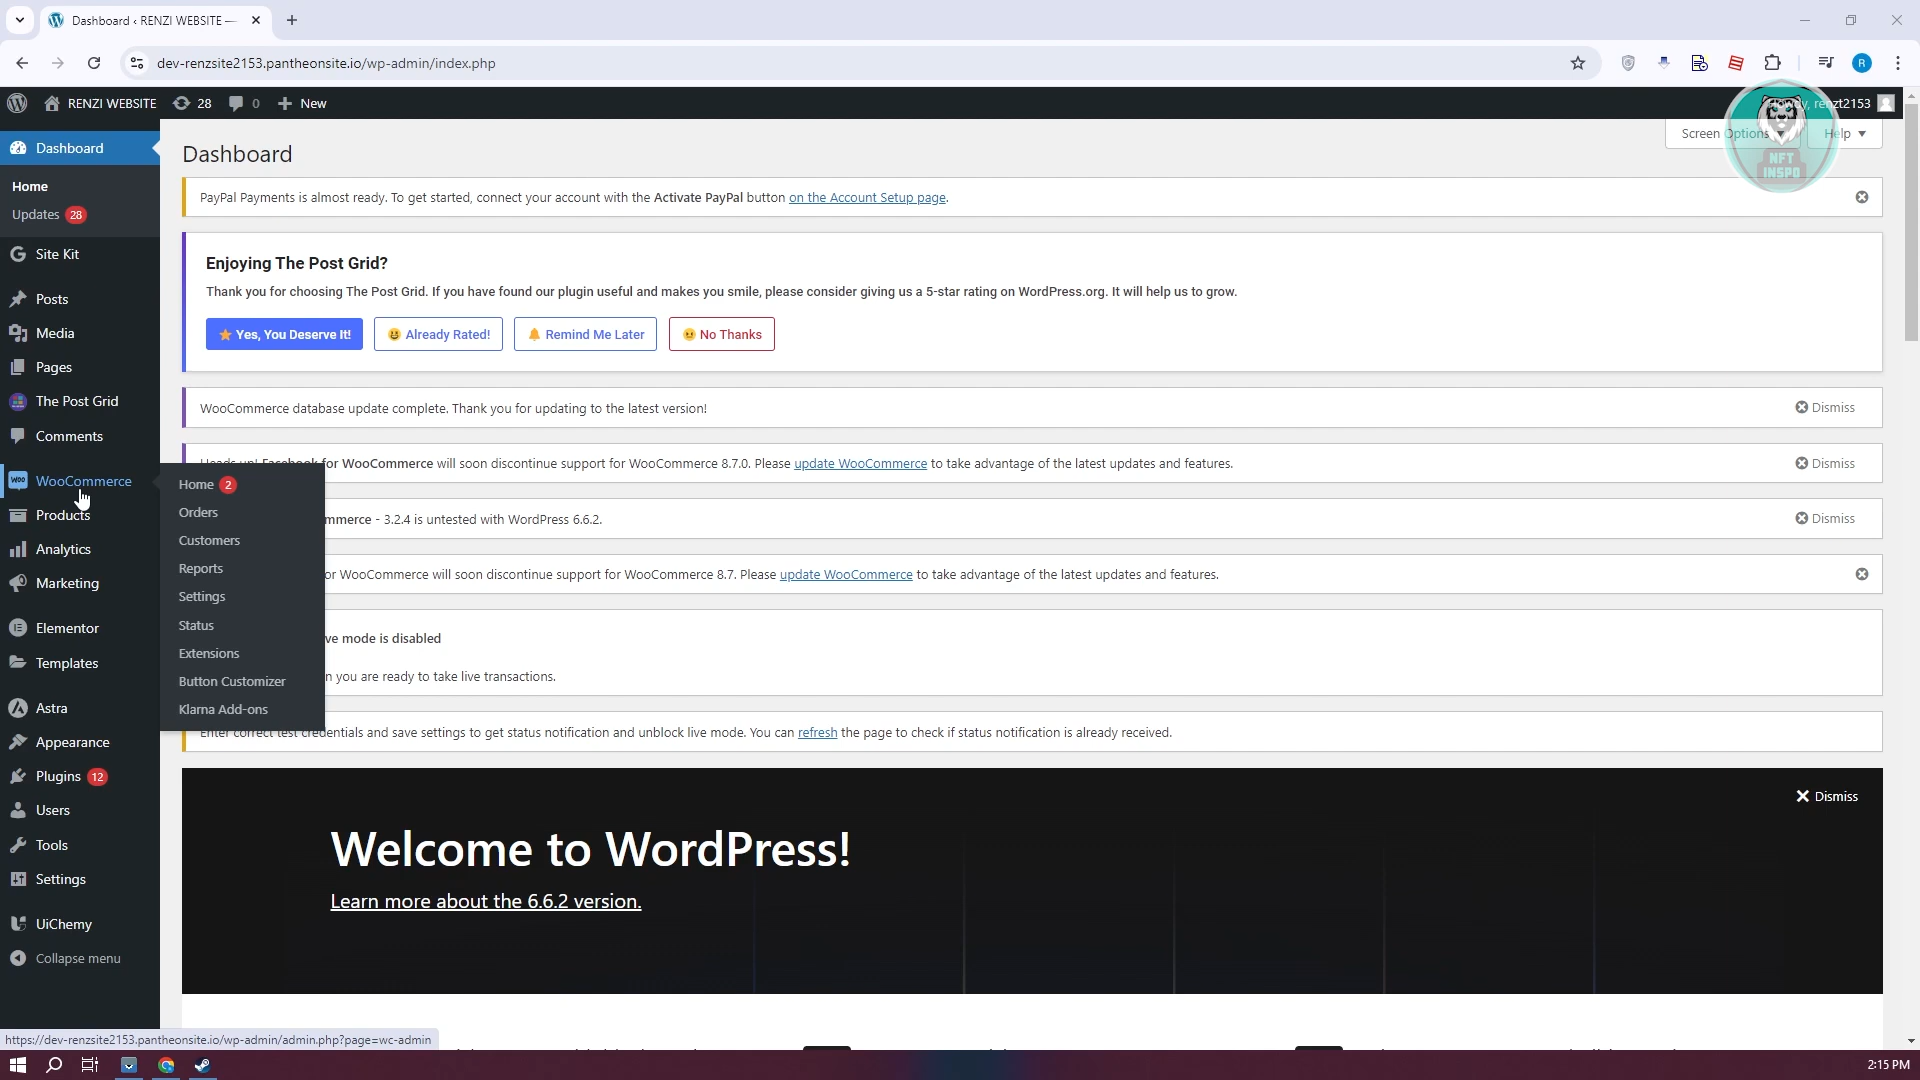 Dashboard ‹ RENZI WEBSITE —
dev-renzsite2153.pantheonsite.io/wp-admin/index.php
R
RENZI WEBSITE
28
0
New
renzt2153
Screen Options
Help
NFT
INSPO
Dashboard
Home
Updates 28
Site Kit
Posts
Media
Pages
The Post Grid
Comments
WooCommerce
Products
Analytics
Marketing
Elementor
Templates
Astra
Appearance
Plugins 12
Users
Tools
Settings
UiChemy
Collapse menu
Home 2
Orders
Customers
Reports
Settings
Status
Extensions
Button Customizer
Klarna Add-ons
Dashboard
PayPal Payments is almost ready. To get started, connect your account with the Activate PayPal button on the Account Setup page.
Enjoying The Post Grid?
Thank you for choosing The Post Grid. If you have found our plugin useful and makes you smile, please consider giving us a 5-star rating on WordPress.org. It will help us to grow.
Yes, You Deserve It!
Already Rated!
Remind Me Later
No Thanks
WooCommerce database update complete. Thank you for updating to the latest version!
Dismiss
for WooCommerce will soon discontinue support for WooCommerce 8.7.0. Please update WooCommerce to take advantage of the latest updates and features.
Dismiss
mmerce - 3.2.4 is untested with WordPress 6.6.2.
Dismiss
or WooCommerce will soon discontinue support for WooCommerce 8.7. Please update WooCommerce to take advantage of the latest updates and features.
ve mode is disabled
n you are ready to take live transactions.
Enter correct test credentials and save settings to get status notification and unblock live mode. You can refresh the page to check if status notification is already received.
Dismiss
Welcome to WordPress!
Learn more about the 6.6.2 version.
https://dev-renzsite2153.pantheonsite.io/wp-admin/admin.php?page=wc-admin
2:15 PM